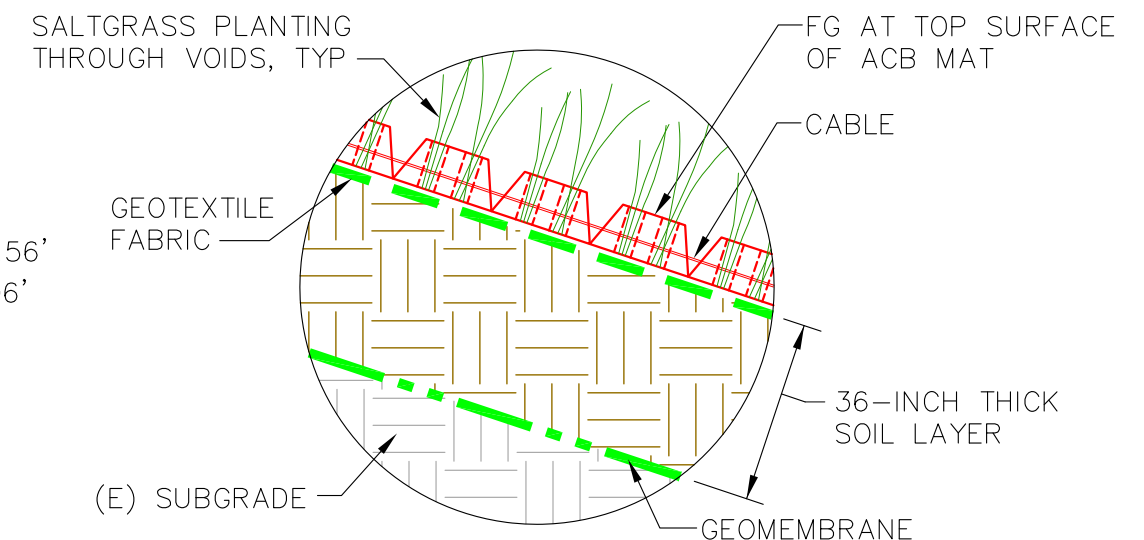 SALTGRASS PLANTING
THROUGH VOIDS, TYP
FG AT TOP SURFACE
OF ACB MAT
CABLE
GEOTEXTILE
FABRIC
56'
6'
36-INCH THICK
SOIL LAYER
(E) SUBGRADE
GEOMEMBRANE